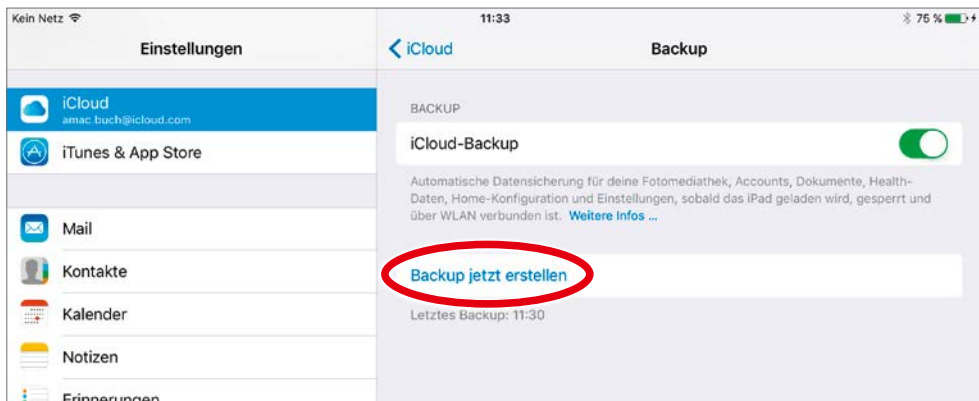 Kein Netz
11:33
75 %
Einstellungen
iCloud
Backup
iCloud
amac.buch@icloud.com
iTunes & App Store
Mail
Kontakte
Kalender
Notizen
Erinnerungen
BACKUP
iCloud-Backup
Automatische Datensicherung für deine Fotomediathek, Accounts, Dokumente, Health-
Daten, Home-Konfiguration und Einstellungen, sobald das iPad geladen wird, gesperrt und
über WLAN verbunden ist. Weitere Infos ...
Backup jetzt erstellen
Letztes Backup: 11:30